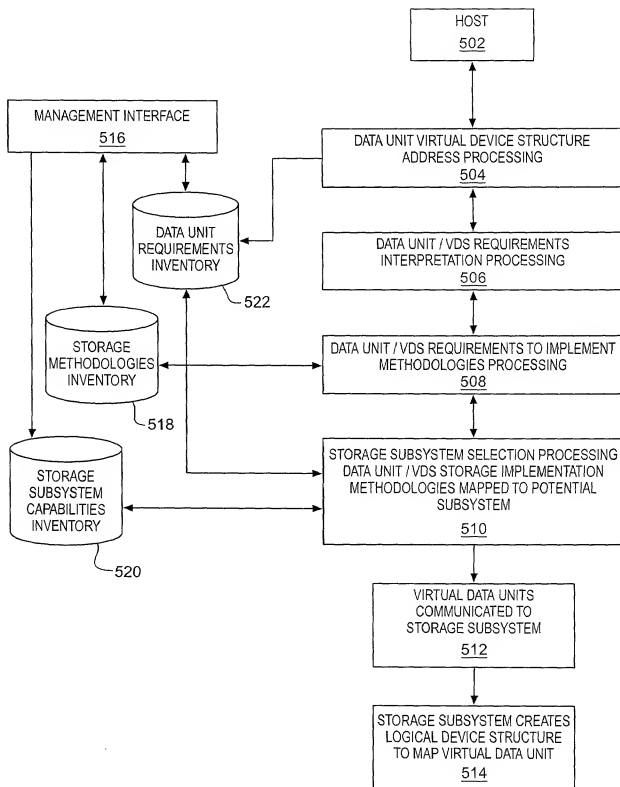 HOST
502
MANAGEMENT INTERFACE
516
DATA UNIT VIRTUAL DEVICE STRUCTURE
ADDRESS PROCESSING
504
DATA UNIT
REQUIREMENTS
INVENTORY
522
DATA UNIT / VDS REQUIREMENTS
INTERPRETATION PROCESSING
506
STORAGE
METHODOLOGIES
INVENTORY
518
DATA UNIT / VDS REQUIREMENTS TO IMPLEMENT
METHODOLOGIES PROCESSING
508
STORAGE
SUBSYSTEM
CAPABILITIES
INVENTORY
520
STORAGE SUBSYSTEM SELECTION PROCESSING
DATA UNIT / VDS STORAGE IMPLEMENTATION
METHODOLOGIES MAPPED TO POTENTIAL
SUBSYSTEM
510
VIRTUAL DATA UNITS
COMMUNICATED TO
STORAGE SUBSYSTEM
512
STORAGE SUBSYSTEM CREATES
LOGICAL DEVICE STRUCTURE
TO MAP VIRTUAL DATA UNIT
514